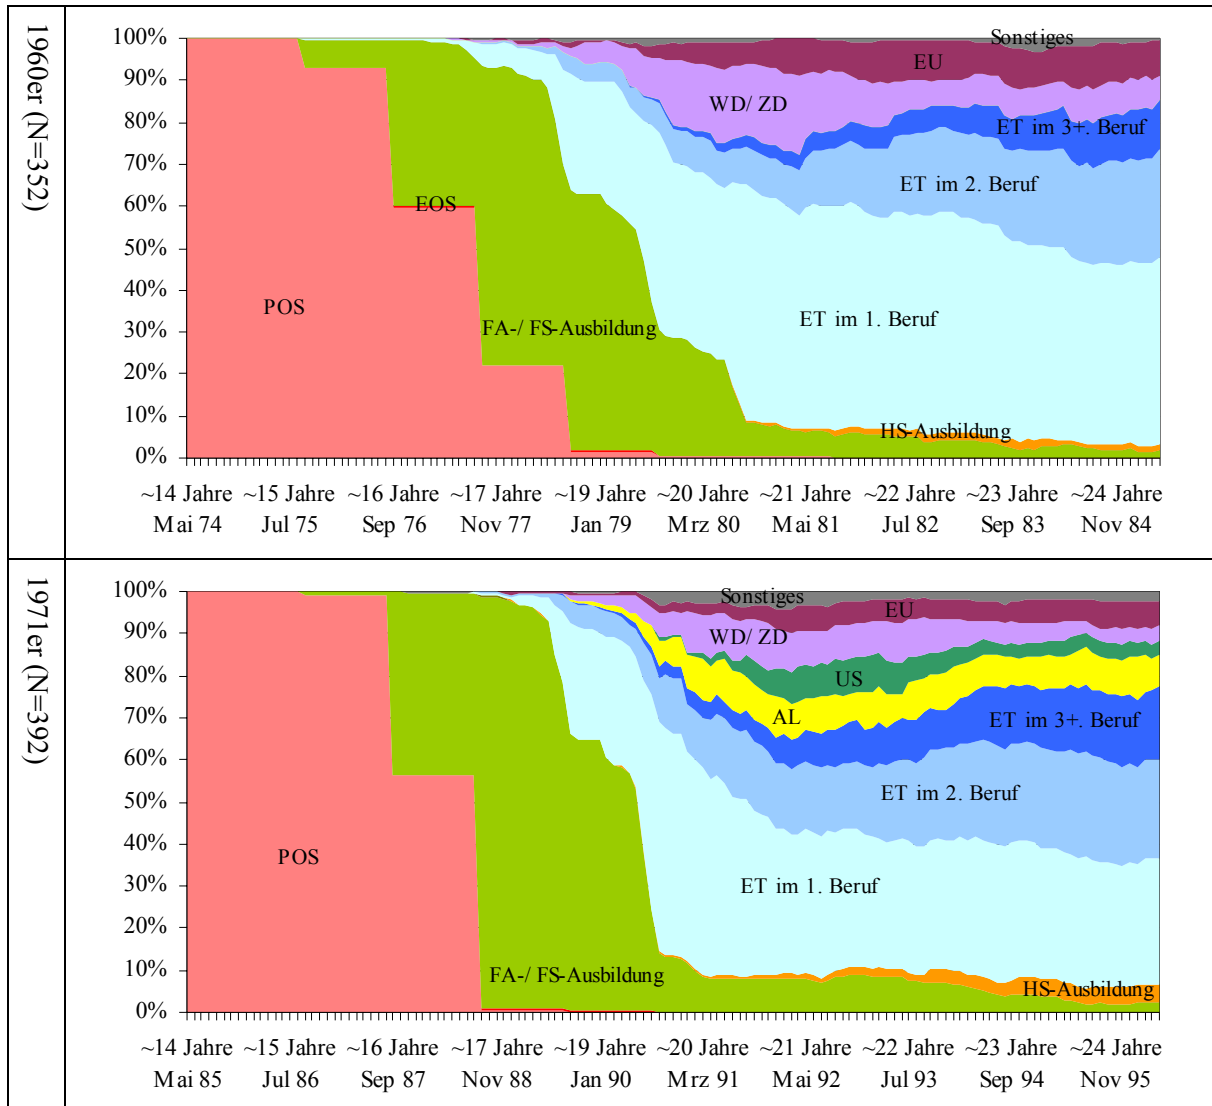 1960er (N=352)
100%
90%
80%
70%
60%
50%
40%
30%
20%
10%
0%
Sonstiges
EU
WD/ ZD
ET im 3+. Beruf
ET im 2. Beruf
EOS
POS
FA-/ FS-Ausbildung
ET im 1. Beruf
HS-Ausbildung
~14 Jahre ~15 Jahre ~16 Jahre ~17 Jahre ~19 Jahre ~20 Jahre ~21 Jahre ~22 Jahre ~23 Jahre ~24 Jahre
Mai 74 Jul 75 Sep 76 Nov 77 Jan 79 Mrz 80 Mai 81 Jul 82 Sep 83 Nov 84
1971er (N=392)
100%
90%
80%
70%
60%
50%
40%
30%
20%
10%
0%
Sonstiges
EU
WD/ ZD
US
AL
ET im 3+. Beruf
ET im 2. Beruf
POS
ET im 1. Beruf
FA-/ FS-Ausbildung
HS-Ausbildung
~14 Jahre ~15 Jahre ~16 Jahre ~17 Jahre ~19 Jahre ~20 Jahre ~21 Jahre ~22 Jahre ~23 Jahre ~24 Jahre
Mai 85 Jul 86 Sep 87 Nov 88 Jan 90 Mrz 91 Mai 92 Jul 93 Sep 94 Nov 95